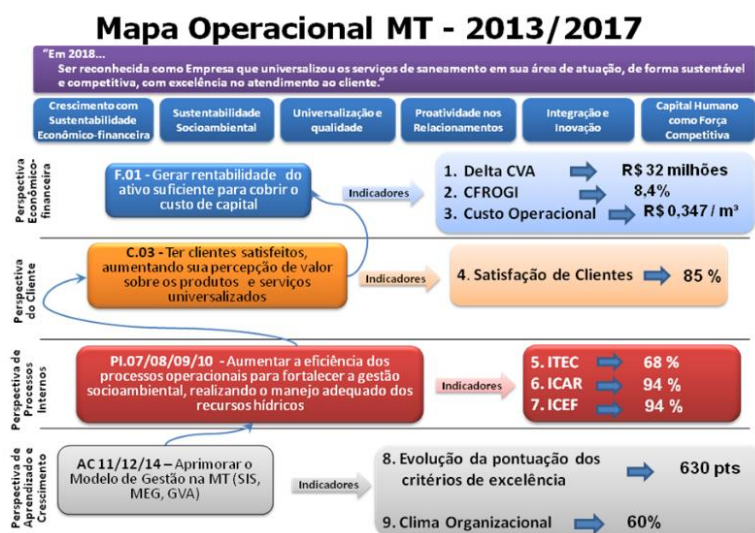 Mapa Operacional MT - 2013/2017
"Em 2018...
Ser reconhecida como Empresa que universalizou os serviços de saneamento em sua área de atuação, de forma sustentável
e competitiva, com excelência no atendimento ao cliente."
Crescimento com
Sustentabilidade
Econômico-financeira
Sustentabilidade
Socioambiental
Universalização e
qualidade
Proatividade nos
Relacionamentos
Integração e
Inovação
Capital Humano
como Força
Competitiva
Perspectiva
Econômico-
financeira
F.01 - Gerar rentabilidade do
ativo suficiente para cobrir o
custo de capital
Indicadores
1. Delta CVA R$ 32 milhões
2. CFROGI 8,4%
3. Custo Operacional R$ 0,347 / m³
Perspectiva
do Cliente
C.03 - Ter clientes satisfeitos,
aumentando sua percepção de valor
sobre os produtos e serviços
universalizados
Indicadores
4. Satisfação de Clientes 85 %
Perspectiva de
Processos
Internos
PI.07/08/09/10 - Aumentar a eficiência dos
processos operacionais para fortalecer a gestão
socioambiental, realizando o manejo adequado dos
recursos hídricos
Indicadores
5. ITEC 68 %
6. ICAR 94 %
7. ICEF 94 %
Perspectiva de
Aprendizado e
Crescimento
AC 11/12/14 – Aprimorar o
Modelo de Gestão na MT (SIS,
MEG, GVA)
Indicadores
8. Evolução da pontuação dos
critérios de excelência 630 pts
9. Clima Organizacional 60%